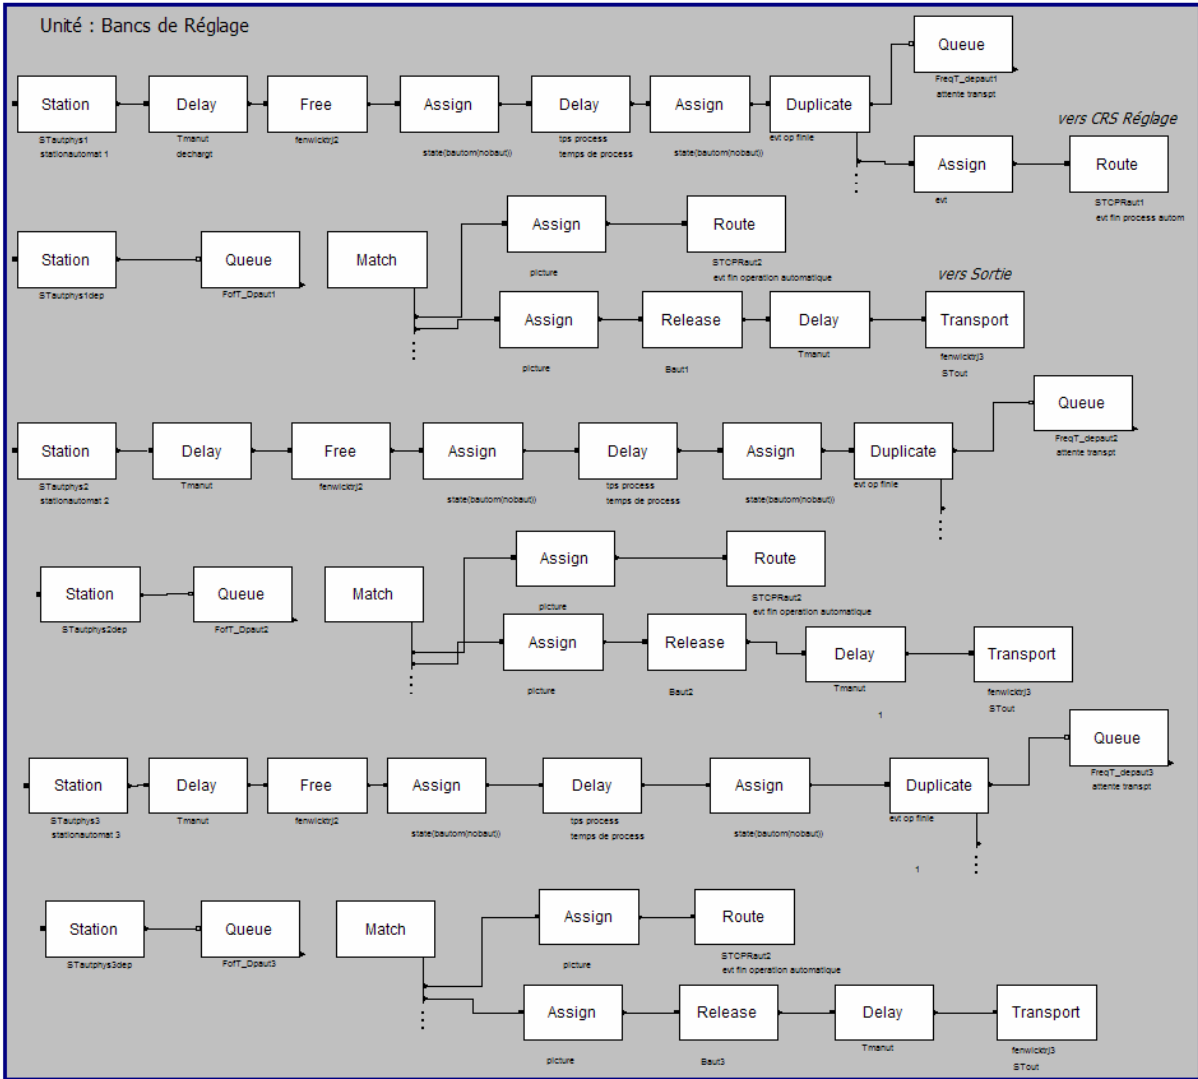 Unité : Bancs de Réglage
Queue
FreqT_depaut1
attente transpt
Station
STautphys1
stationautomat 1
Delay
Tmanut
dechargt
Free
fenwicktrj2
Assign
state(bautom(nobaut))
Delay
tps process
temps de process
Assign
state(bautom(nobaut))
Duplicate
evt op finie
vers CRS Réglage
Assign
evt
Route
STCPRaut1
evt fin process autom
Station
STautphys1dep
Queue
FofT_Dpaut1
Match
Assign
picture
Route
STCPRaut2
evt fin operation automatique
vers Sortie
Assign
picture
Release
Baut1
Delay
Tmanut
Transport
fenwicktrj3
STout
Queue
FreqT_depaut2
attente transpt
Station
STautphys2
stationautomat 2
Delay
Tmanut
Free
fenwicktrj2
Assign
state(bautom(nobaut))
Delay
tps process
temps de process
Assign
state(bautom(nobaut))
Duplicate
evt op finie
Station
STautphys2dep
Queue
FofT_Dpaut2
Match
Assign
picture
Route
STCPRaut2
evt fin operation automatique
Assign
picture
Release
Baut2
Delay
Tmanut
1
Transport
fenwicktrj3
STout
Queue
FreqT_depaut3
attente transpt
Station
STautphys3
stationautomat 3
Delay
Tmanut
Free
fenwicktrj2
Assign
state(bautom(nobaut))
Delay
tps process
temps de process
Assign
state(bautom(nobaut))
Duplicate
evt op finie
1
Station
STautphys3dep
Queue
FofT_Dpaut3
Match
Assign
picture
Route
STCPRaut2
evt fin operation automatique
Assign
picture
Release
Baut3
Delay
Tmanut
Transport
fenwicktrj3
STout